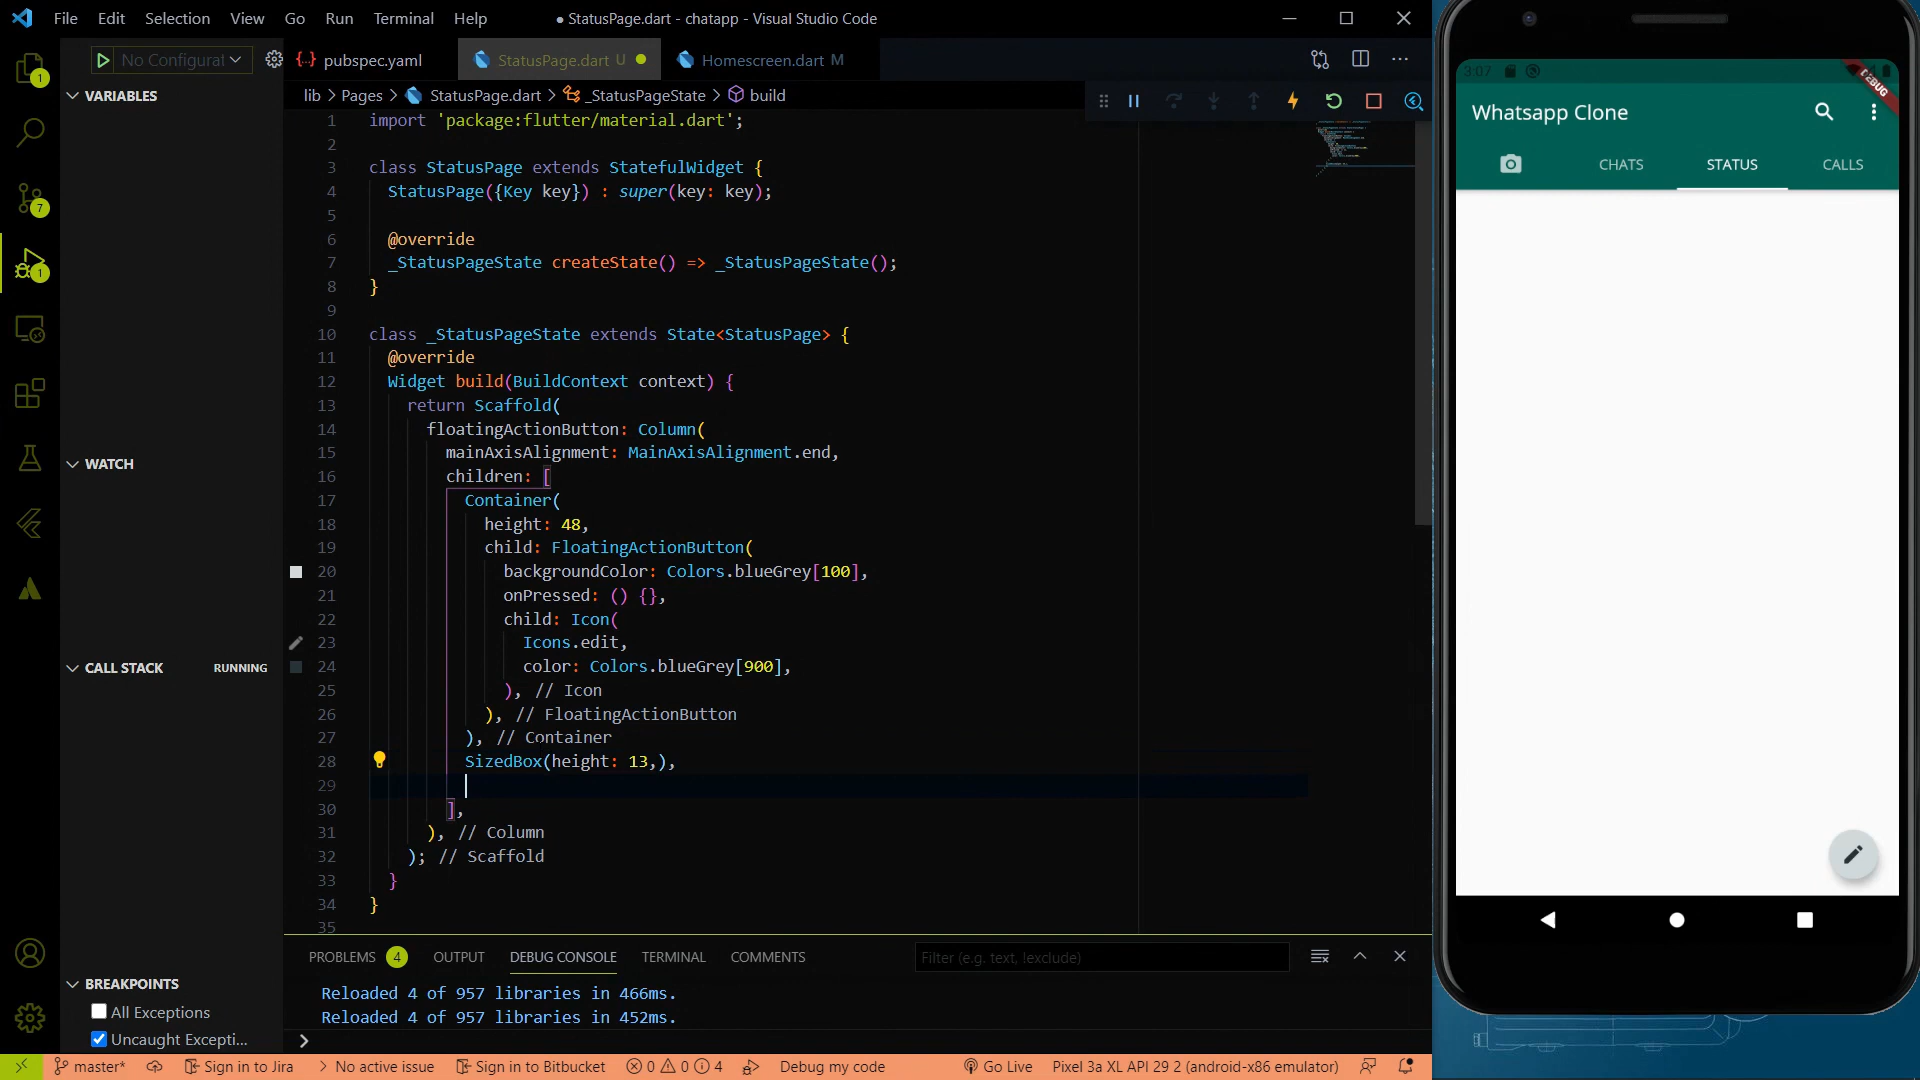 File Edit Selection View Go Run Terminal Help
● StatusPage.dart - chatapp - Visual Studio Code
No Configurat
pubspec.yaml
StatusPage.dart U
Homescreen.dart M
VARIABLES
lib > Pages > StatusPage.dart > _StatusPageState > build
1 import 'package:flutter/material.dart';
2
3 class StatusPage extends StatefulWidget {
4 StatusPage({Key key}) : super(key: key);
5
6 @override
7 _StatusPageState createState() => _StatusPageState();
8 }
9
10 class _StatusPageState extends State<StatusPage> {
11 @override
12 Widget build(BuildContext context) {
13 return Scaffold(
14 floatingActionButton: Column(
15 mainAxisAlignment: MainAxisAlignment.end,
16 children: [
17 Container(
18 height: 48,
19 child: FloatingActionButton(
20 backgroundColor: Colors.blueGrey[100],
21 onPressed: () {},
22 child: Icon(
23 Icons.edit,
24 color: Colors.blueGrey[900],
25 ), // Icon
26 ), // FloatingActionButton
27 ), // Container
28 SizedBox(height: 13,),
29
30 ],
31 ), // Column
32 ); // Scaffold
33 }
34 }
35
1
7
1
WATCH
CALL STACK RUNNING
BREAKPOINTS
All Exceptions
Uncaught Excepti...
PROBLEMS 4 OUTPUT DEBUG CONSOLE TERMINAL COMMENTS
Filter (e.g. text, !exclude)
Reloaded 4 of 957 libraries in 466ms.
Reloaded 4 of 957 libraries in 452ms.
>
master* Sign in to Jira > No active issue Sign in to Bitbucket 0 0 4 Debug my code Go Live Pixel 3a XL API 29 2 (android-x86 emulator)
3:07
DEBUG
Whatsapp Clone
CHATS STATUS CALLS